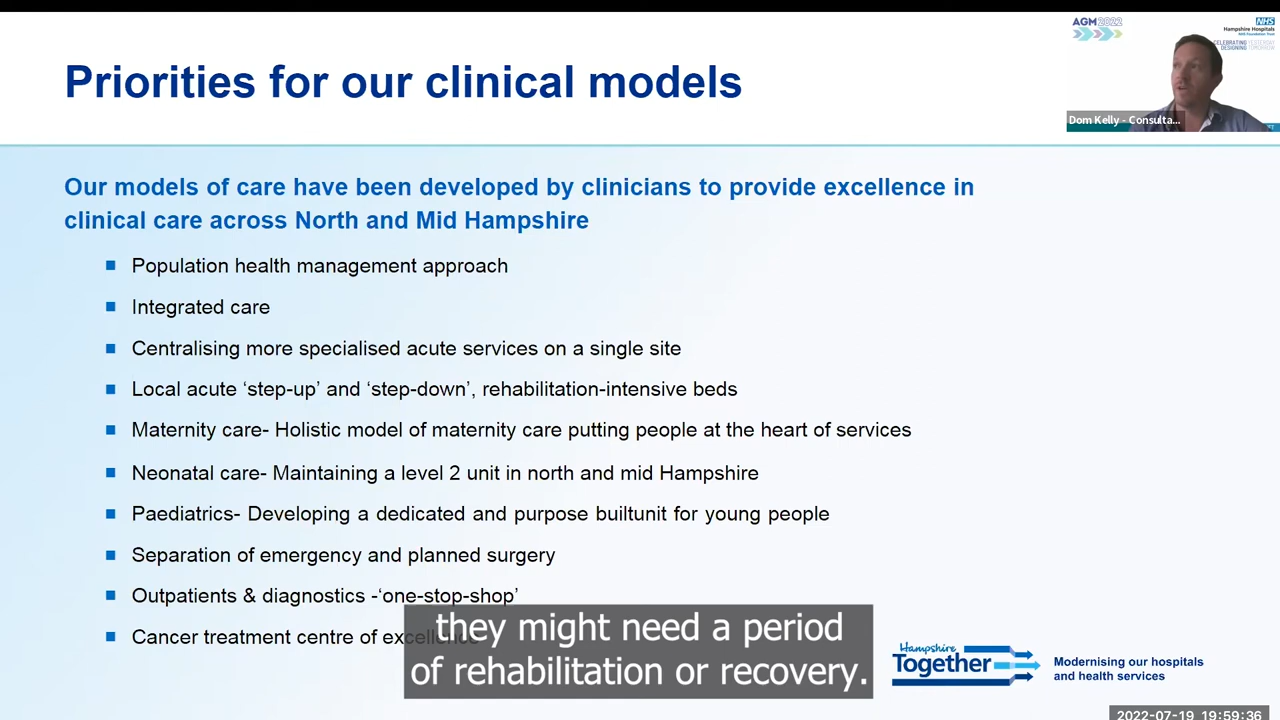 AGM2022
NHS
Hampshire Hospitals
NHS Foundation Trust
Priorities for our clinical models
Dom Kelly - Consulta...
Our models of care have been developed by clinicians to provide excellence in
clinical care across North and Mid Hampshire
Population health management approach
Integrated care
Centralising more specialised acute services on a single site
Local acute ‘step-up’ and ‘step-down’, rehabilitation-intensive beds
Maternity care- Holistic model of maternity care putting people at the heart of services
Neonatal care- Maintaining a level 2 unit in north and mid Hampshire
Paediatrics- Developing a dedicated and purpose builtunit for young people
Separation of emergency and planned surgery
Outpatients & diagnostics -‘one-stop-shop’
Cancer treatment centre of excellence
they might need a period
of rehabilitation or recovery.
Hampshire
Together
Modernising our hospitals
and health services
2022-07-19 19:59:36